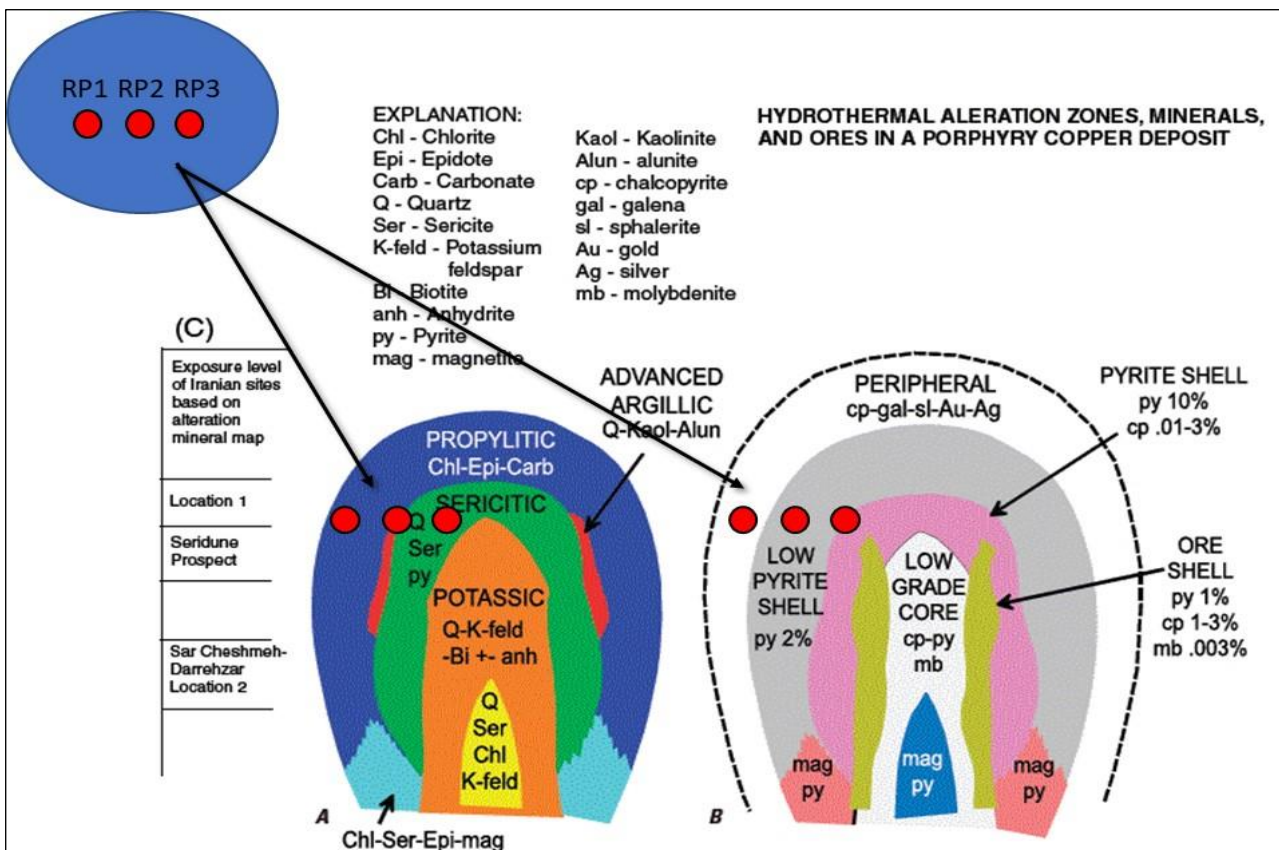 RP1 RP2 RP3
EXPLANATION:
Chl - Chlorite
Epi - Epidote
Carb - Carbonate
Q - Quartz
Ser - Sericite
K-feld - Potassium
feldspar
Bi - Biotite
anh - Anhydrite
py - Pyrite
mag - magnetite
Kaol - Kaolinite
Alun - alunite
cp - chalcopyrite
gal - galena
sl - sphalerite
Au - gold
Ag - silver
mb - molybdenite
HYDROTHERMAL ALERATION ZONES, MINERALS,
AND ORES IN A PORPHYRY COPPER DEPOSIT
(C)
Exposure level
of Iranian sites
based on
alteration
mineral map
Location 1
Seridune
Prospect
Sar Cheshmeh-
Darrehzar
Location 2
ADVANCED
ARGILLIC
Q-Kaol-Alun
PROPYLITIC
Chl-Epi-Carb
SERICITIC
Q
Ser
py
POTASSIC
Q-K-feld
-Bi +- anh
Q
Ser
Chl
K-feld
A
Chl-Ser-Epi-mag
PERIPHERAL
cp-gal-sl-Au-Ag
PYRITE SHELL
py 10%
cp .01-3%
LOW
PYRITE
SHELL
py 2%
LOW
GRADE
CORE
cp-py
mb
ORE
SHELL
py 1%
cp 1-3%
mb .003%
mag
py
mag
py
mag
py
B